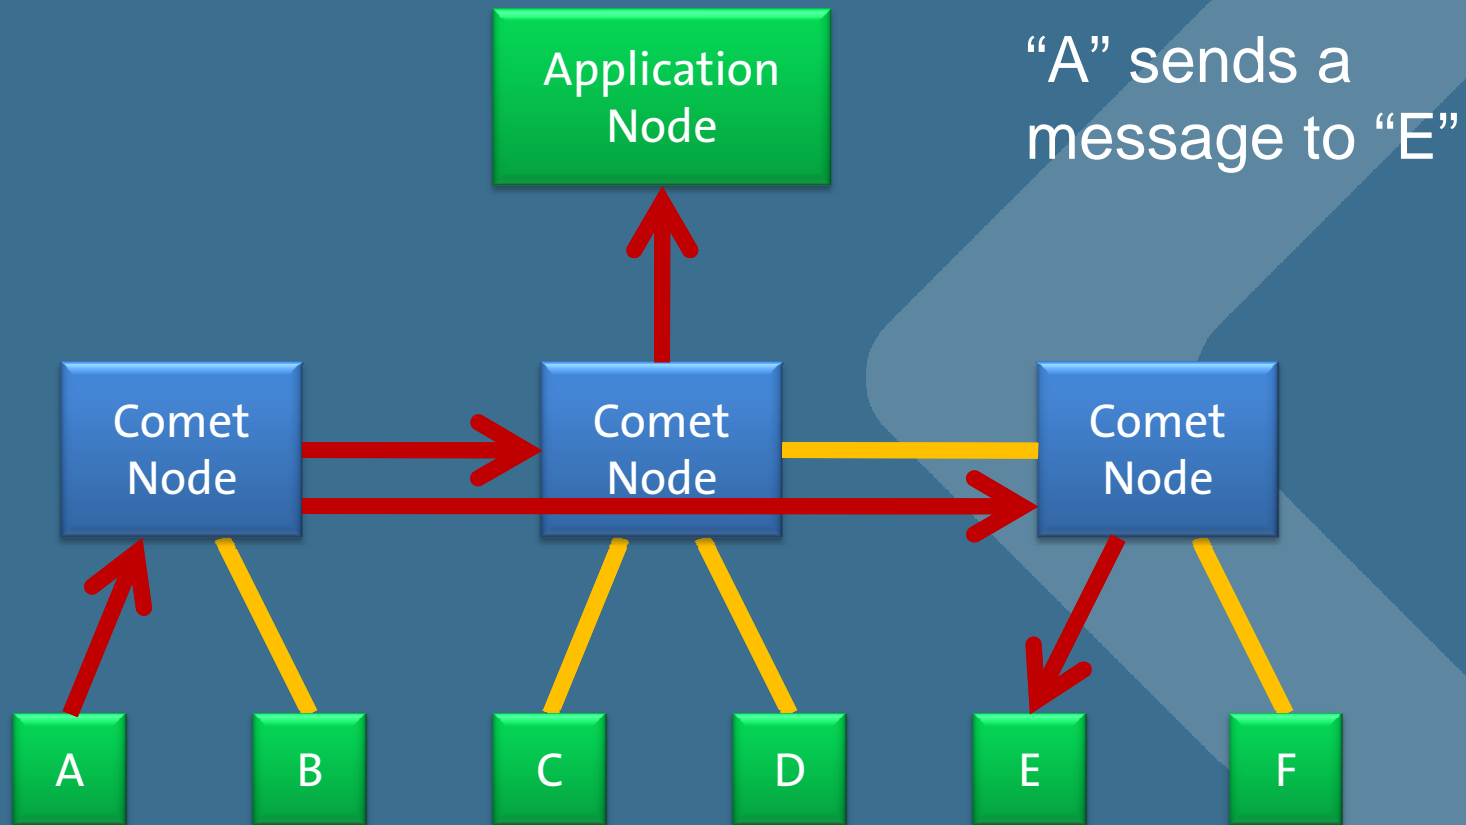 Application
Node
“A” sends a
message to “E”
Comet
Node
Comet
Node
Comet
Node
A
B
C
D
E
F